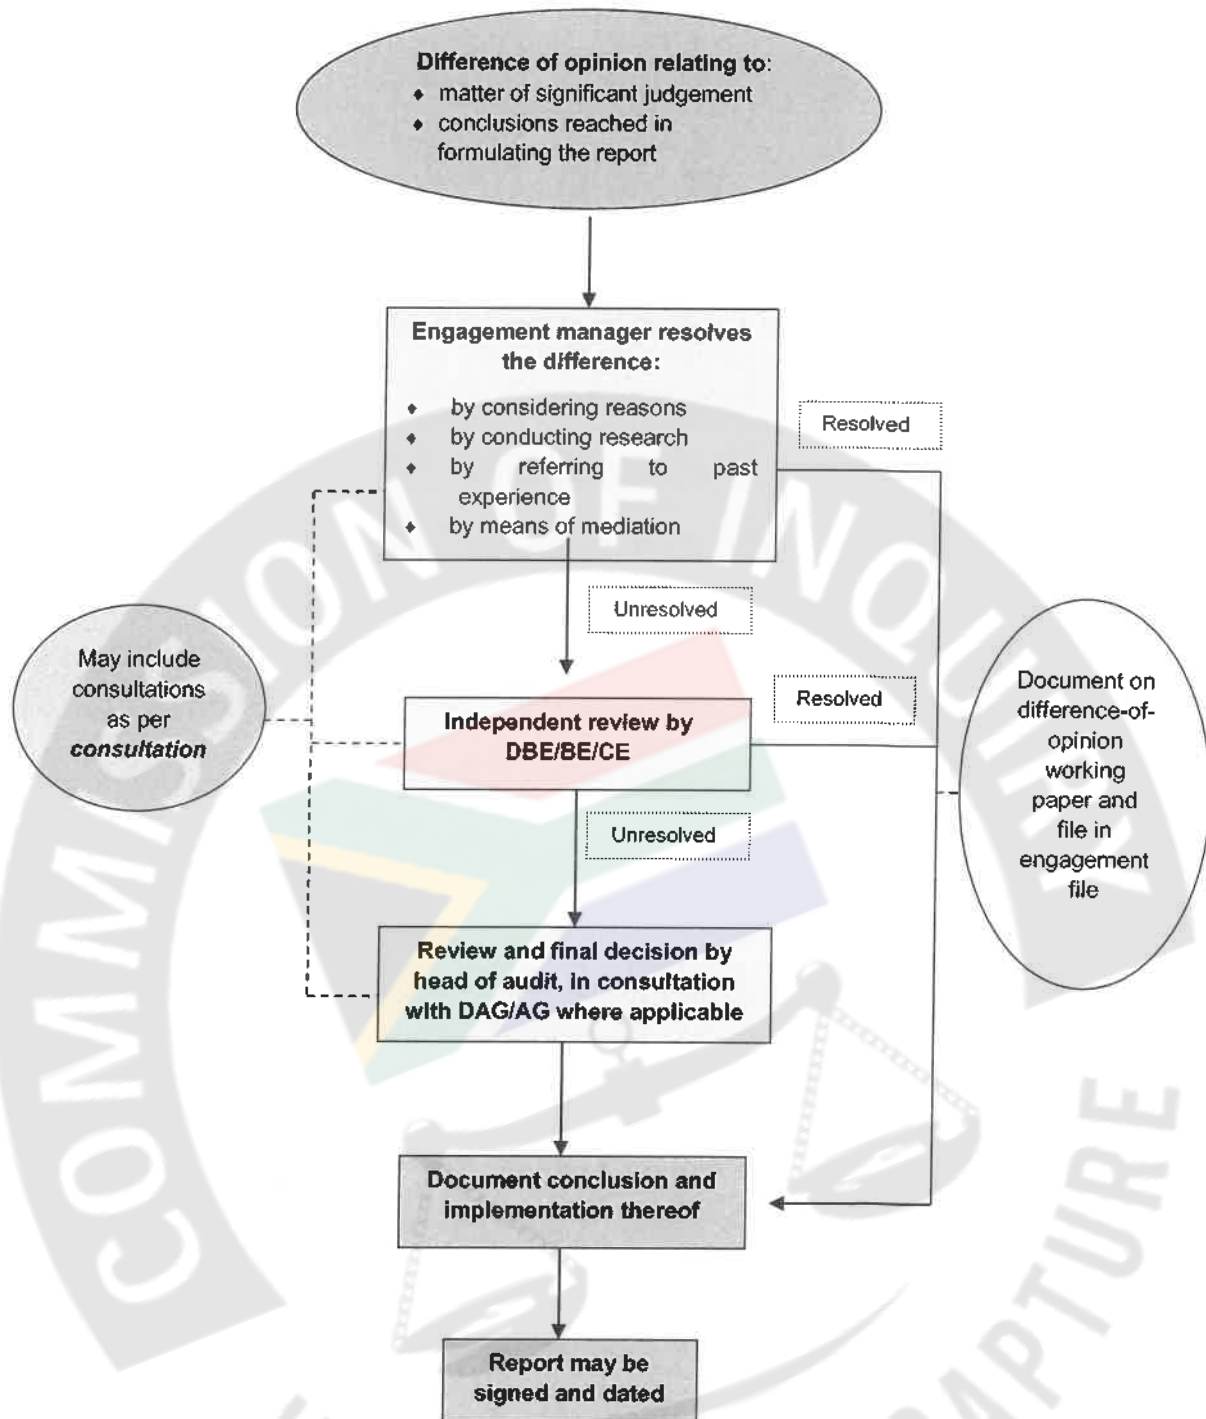 Difference of opinion relating to:
♦ matter of significant judgement
♦ conclusions reached in
formulating the report
Engagement manager resolves
the difference:
♦ by considering reasons
♦ by conducting research
♦ by referring to past
experience
♦ by means of mediation
Resolved
Unresolved
May include
consultations
as per
consultation
Independent review by
DBE/BE/CE
Resolved
Document on
difference-of-
opinion
working
paper and
file in
engagement
file
Unresolved
Review and final decision by
head of audit, in consultation
with DAG/AG where applicable
Document conclusion and
implementation thereof
Report may be
signed and dated
COMMISSION OF INQUIRY
CAPTURE